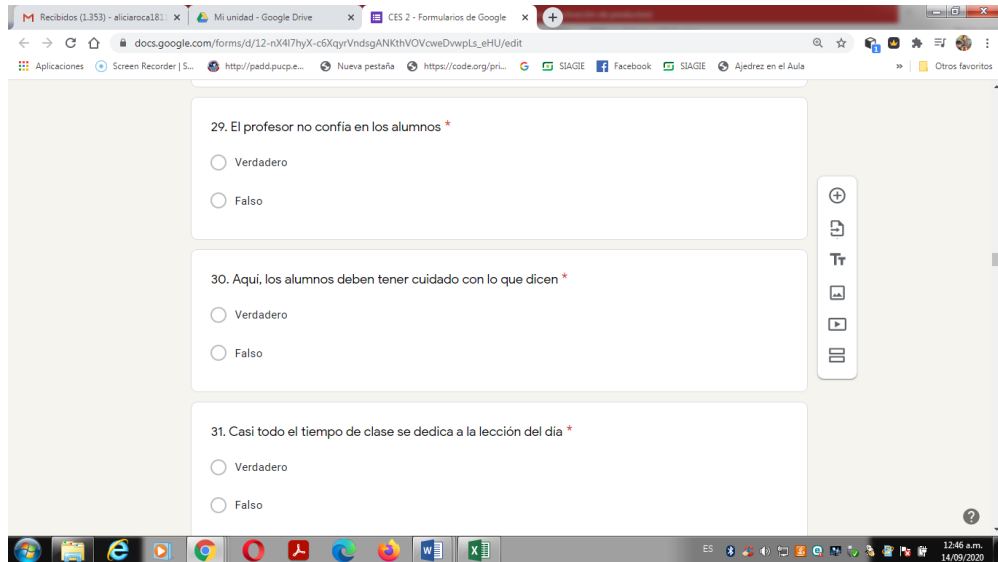 Recibidos (1.353) - aliciaroca181
Mi unidad - Google Drive
CES 2 - Formularios de Google
docs.google.com/forms/d/12-nX4I7hyX-c6XqyrVndsgANKthVOVcweDvwpLs_eHU/edit
Aplicaciones
Screen Recorder | S...
http://padd.pucp.e...
Nueva pestaña
https://code.org/pri...
SIAGIE
Facebook
SIAGIE
Ajedrez en el Aula
»
Otros favoritos
29. El profesor no confía en los alumnos *
Verdadero
Falso
30. Aquí, los alumnos deben tener cuidado con lo que dicen *
Verdadero
Falso
31. Casi todo el tiempo de clase se dedica a la lección del día *
Verdadero
Falso
ES
12:46 a.m.
14/09/2020